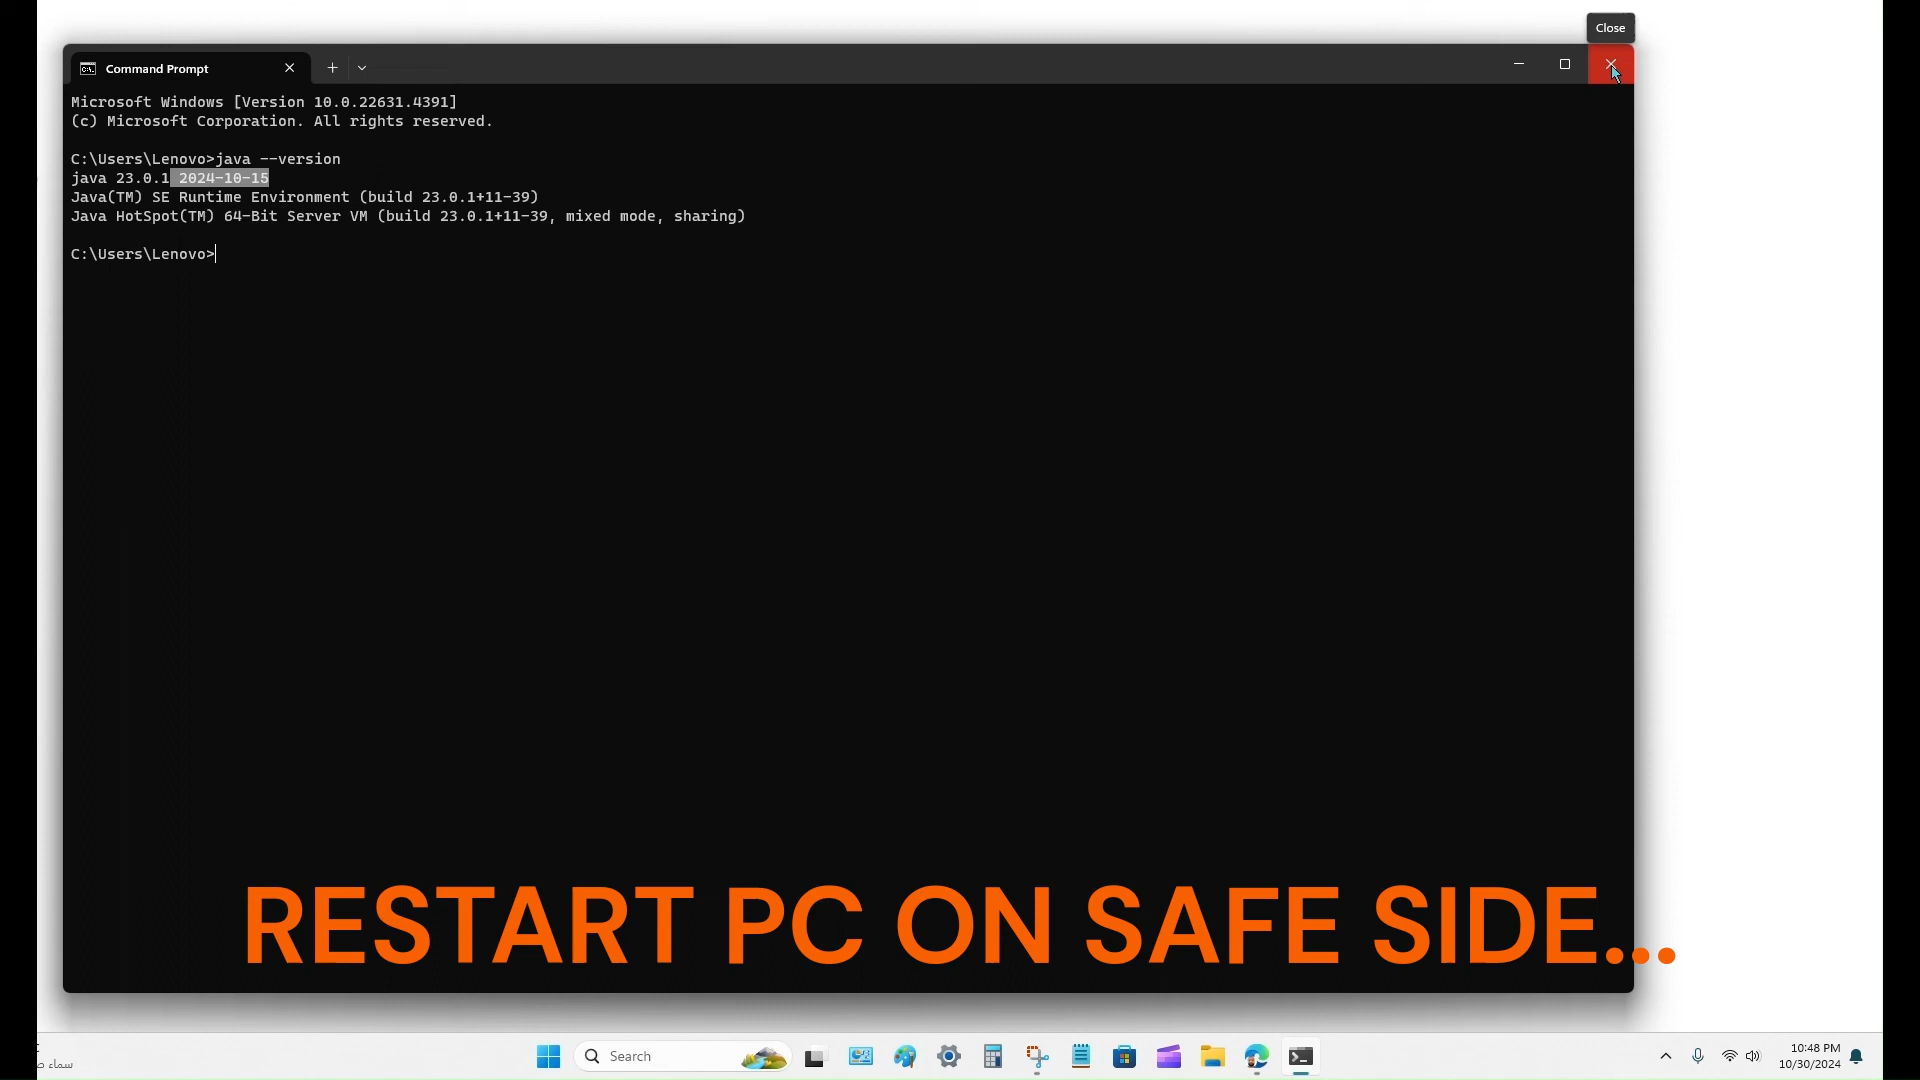 Close
Command Prompt
Microsoft Windows [Version 10.0.22631.4391]
(c) Microsoft Corporation. All rights reserved.
C:\Users\Lenovo>java --version
java 23.0.1 2024-10-15
Java(TM) SE Runtime Environment (build 23.0.1+11-39)
Java HotSpot(TM) 64-Bit Server VM (build 23.0.1+11-39, mixed mode, sharing)
C:\Users\Lenovo>
RESTART PC ON SAFE SIDE...
سماء
Search
10:48 PM
10/30/2024